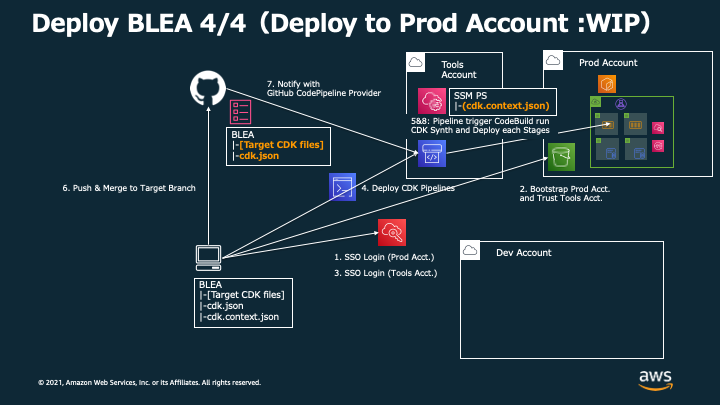 Deploy BLEA 4/4（Deploy to Prod Account :WIP）
Tools
Account
Prod Account
7. Notify with
GitHub CodePipeline Provider
SSM PS
|-(cdk.context.json)
5&8: Pipeline trigger CodeBuild run
CDK Synth and Deploy each Stages
BLEA
|-[Target CDK files]
|-cdk.json
6. Push & Merge to Target Branch
4. Deploy CDK Pipelines
2. Bootstrap Prod Acct.
and Trust Tools Acct.
1. SSO Login (Prod Acct.)
3. SSO Login (Tools Acct.)
Dev Account
BLEA
|-[Target CDK files]
|-cdk.json
|-cdk.context.json
© 2021, Amazon Web Services, Inc. or its Affiliates. All rights reserved.
aws